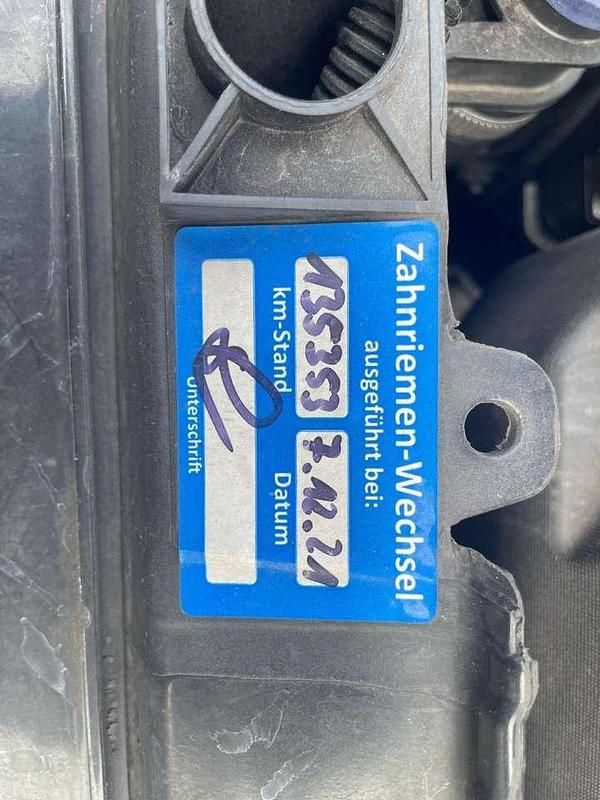 Zahnriemen-Wechsel
ausgeführt bei:
135353 7.12.21
km-Stand Datum
Unterschrift